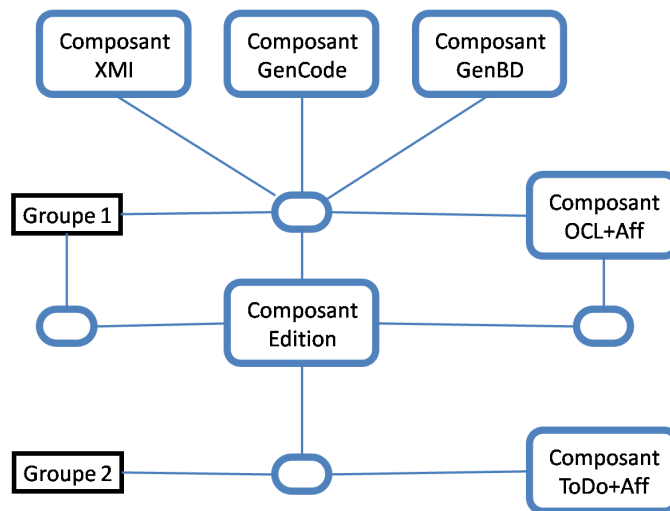 Composant
XMI
Composant
GenCode
Composant
GenBD
Groupe 1
Composant
OCL+Aff
Composant
Edition
Groupe 2
Composant
ToDo+Aff